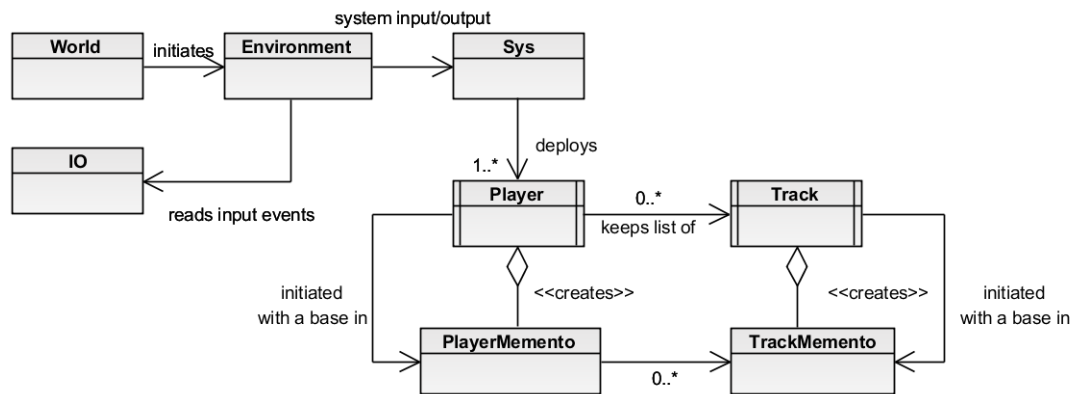 system input/output
World
initiates
Environment
Sys
IO
reads input events
deploys
1..*
Player
0..*
keeps list of
Track
initiated
with a base in
<<creates>>
<<creates>>
initiated
with a base in
PlayerMemento
0..*
TrackMemento